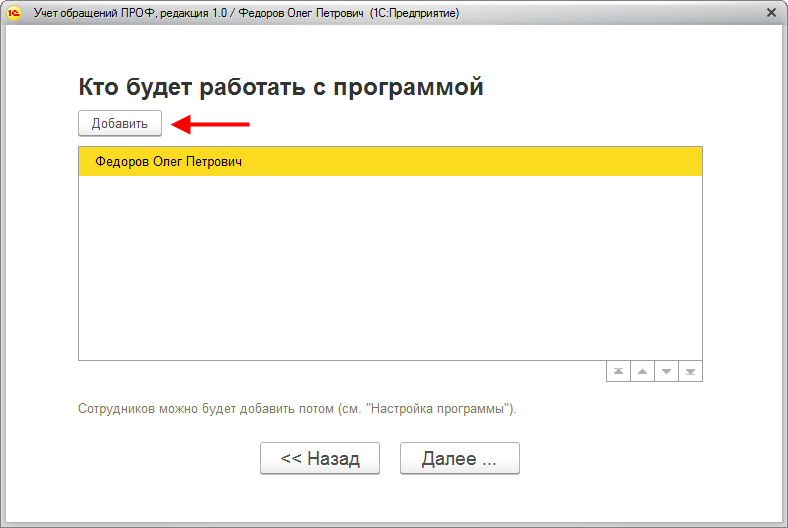 1С Учет обращений ПРОФ, редакция 1.0 / Федоров Олег Петрович (1С:Предприятие)
Кто будет работать с программой
Добавить
Федоров Олег Петрович
Сотрудников можно будет добавить потом (см. "Настройка программы").
<< Назад Далее ...